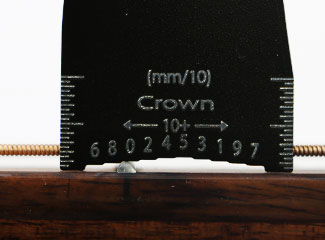 (mm/10)
Crown
← 10+ →
6 8 0 2 4 5 3 1 9 7